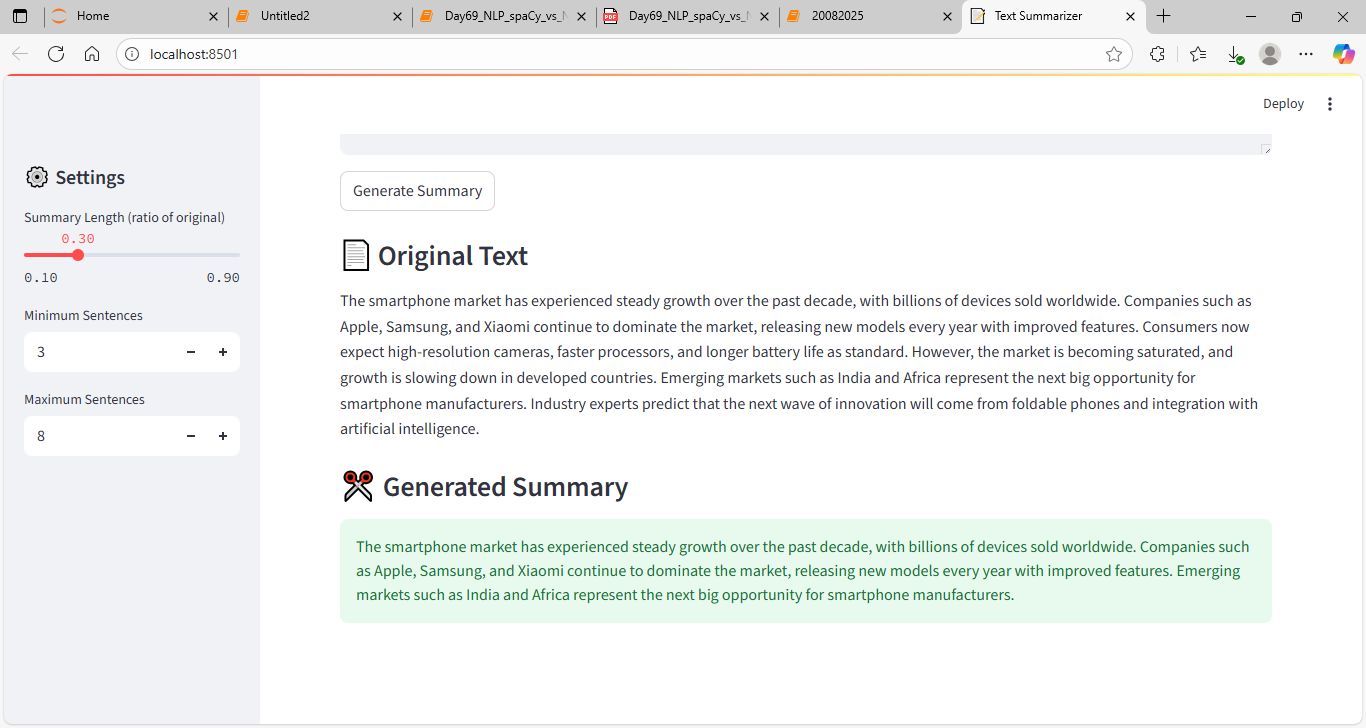 Home
Untitled2
Day69_NLP_spaCy_vs_
Day69_NLP_spaCy_vs_
20082025
Text Summarizer
localhost:8501
Deploy
Settings
Summary Length (ratio of original)
0.30
0.10 0.90
Minimum Sentences
3
Maximum Sentences
8
Generate Summary
Original Text
The smartphone market has experienced steady growth over the past decade, with billions of devices sold worldwide. Companies such as
Apple, Samsung, and Xiaomi continue to dominate the market, releasing new models every year with improved features. Consumers now
expect high-resolution cameras, faster processors, and longer battery life as standard. However, the market is becoming saturated, and
growth is slowing down in developed countries. Emerging markets such as India and Africa represent the next big opportunity for
smartphone manufacturers. Industry experts predict that the next wave of innovation will come from foldable phones and integration with
artificial intelligence.
Generated Summary
The smartphone market has experienced steady growth over the past decade, with billions of devices sold worldwide. Companies such
as Apple, Samsung, and Xiaomi continue to dominate the market, releasing new models every year with improved features. Emerging
markets such as India and Africa represent the next big opportunity for smartphone manufacturers.